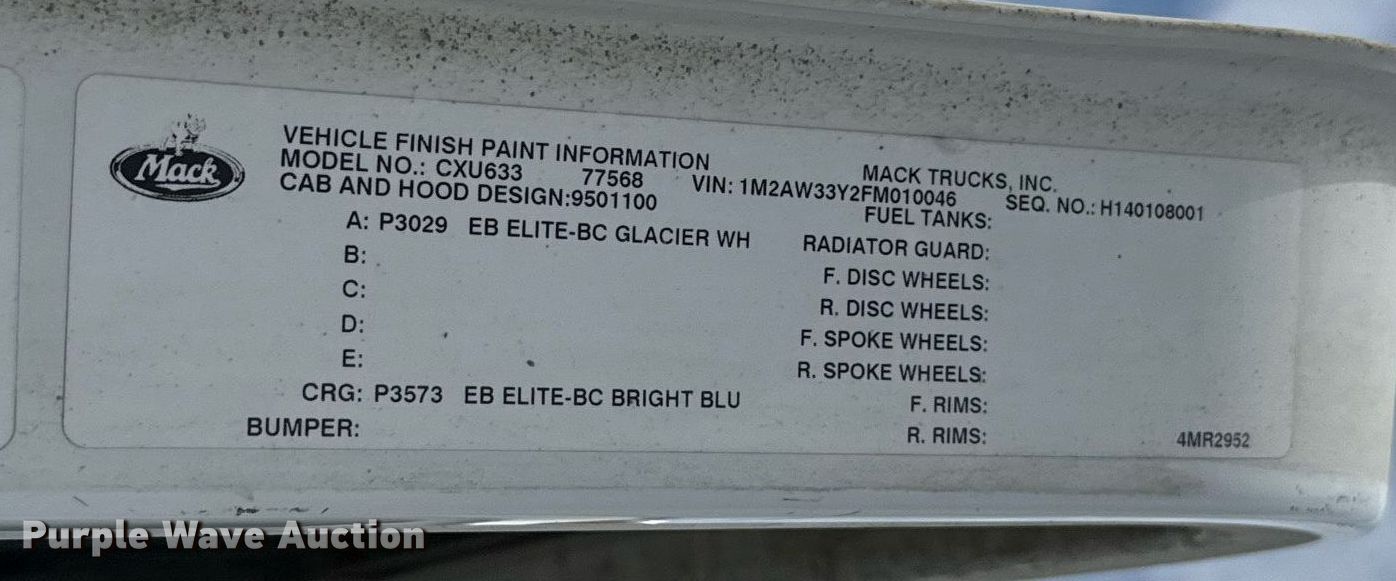 Mack
VEHICLE FINISH PAINT INFORMATION MACK TRUCKS, INC.
MODEL NO.: CXU633 77568 VIN: 1M2AW33Y2FM010046 SEQ. NO.: H140108001
CAB AND HOOD DESIGN:9501100 FUEL TANKS:
A: P3029 EB ELITE-BC GLACIER WH RADIATOR GUARD:
B: F. DISC WHEELS:
C: R. DISC WHEELS:
D: F. SPOKE WHEELS:
E: R. SPOKE WHEELS:
CRG: P3573 EB ELITE-BC BRIGHT BLU F. RIMS:
BUMPER: R. RIMS: 4MR2952
Purple Wave Auction